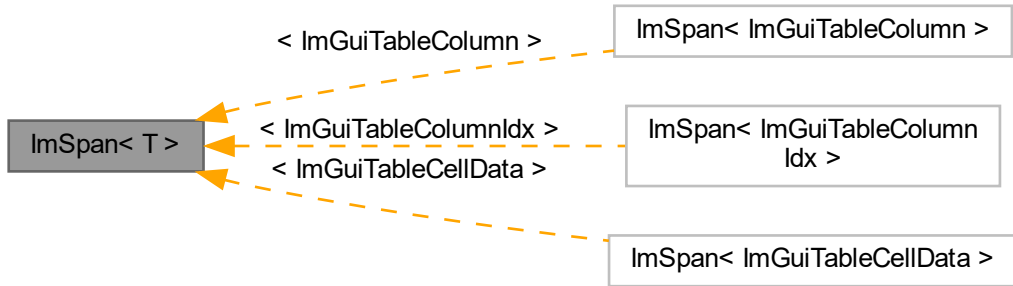 < ImGuiTableColumn >
ImSpan< ImGuiTableColumn >
ImSpan< T >
< ImGuiTableColumnIdx >
ImSpan< ImGuiTableColumn
Idx >
< ImGuiTableCellData >
ImSpan< ImGuiTableCellData >